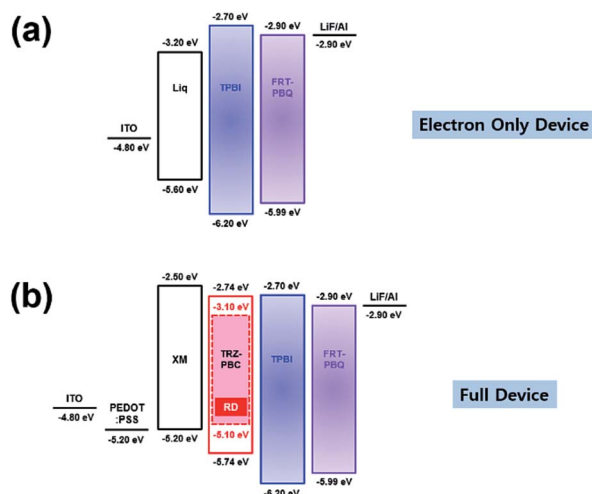 (a)
-2.70 eV
-2.90 eV
LiF/Al
-3.20 eV
-2.90 eV
Liq
TPBI
FRT-
PBQ
Electron Only Device
ITO
-4.80 eV
-5.60 eV
-5.99 eV
-6.20 eV
(b)
-2.50 eV
-2.74 eV
-2.70 eV
-2.90 eV
LiF/Al
-3.10 eV
-2.90 eV
XM
TRZ-
PBC
TPBI
FRT-
PBQ
Full Device
ITO
PEDOT
:PSS
RD
-4.80 eV
-5.20 eV
-5.20 eV
-5.10 eV
-5.74 eV
-5.99 eV
-6.20 eV